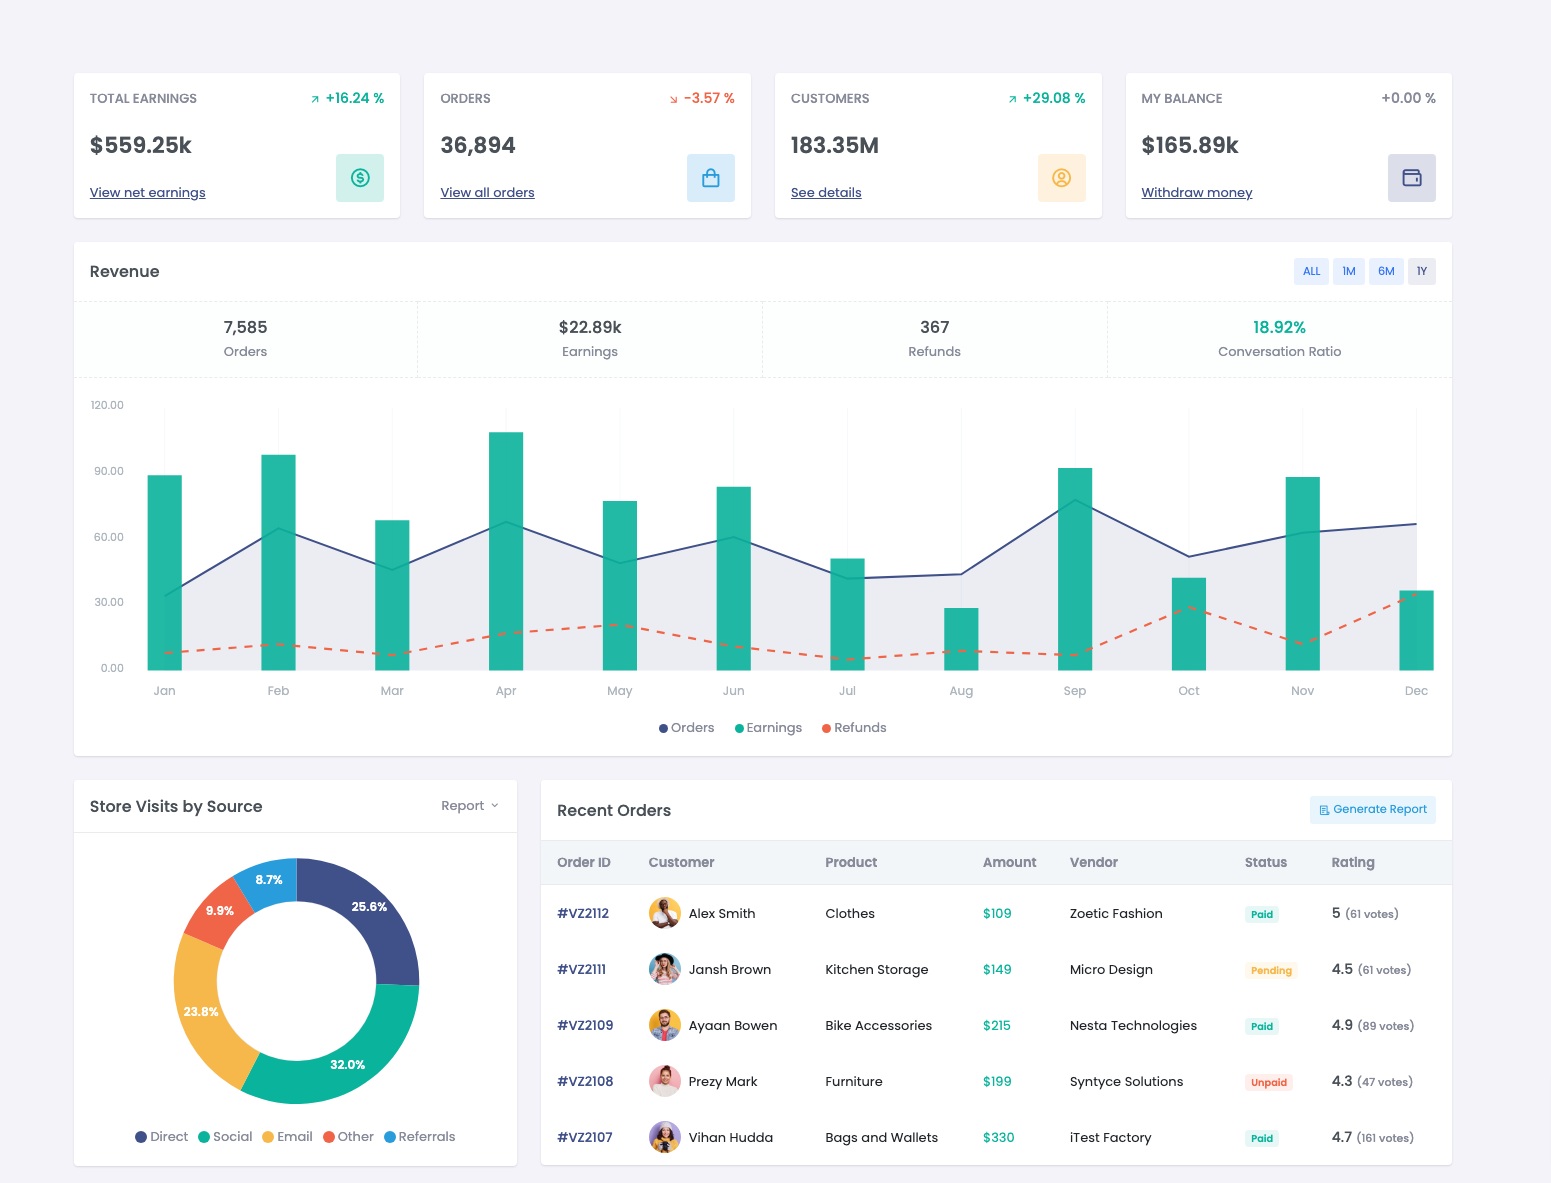 TOTAL EARNINGS +16.24 %
$559.25k
View net earnings
ORDERS -3.57 %
36,894
View all orders
CUSTOMERS +29.08 %
183.35M
See details
MY BALANCE +0.00 %
$165.89k
Withdraw money
Revenue
ALL 1M 6M 1Y
7,585
Orders
$22.89k
Earnings
367
Refunds
18.92%
Conversation Ratio
120.00
90.00
60.00
30.00
0.00
Jan Feb Mar Apr May Jun Jul Aug Sep Oct Nov Dec
Orders Earnings Refunds
Store Visits by Source Report
8.7%
25.6%
9.9%
23.8%
32.0%
Direct Social Email Other Referrals
Recent Orders Generate Report
Order ID Customer Product Amount Vendor Status Rating
#VZ2112 Alex Smith Clothes $109 Zoetic Fashion Paid 5 (61 votes)
#VZ2111 Jansh Brown Kitchen Storage $149 Micro Design Pending 4.5 (61 votes)
#VZ2109 Ayaan Bowen Bike Accessories $215 Nesta Technologies Paid 4.9 (89 votes)
#VZ2108 Prezy Mark Furniture $199 Syntyce Solutions Unpaid 4.3 (47 votes)
#VZ2107 Vihan Hudda Bags and Wallets $330 iTest Factory Paid 4.7 (161 votes)